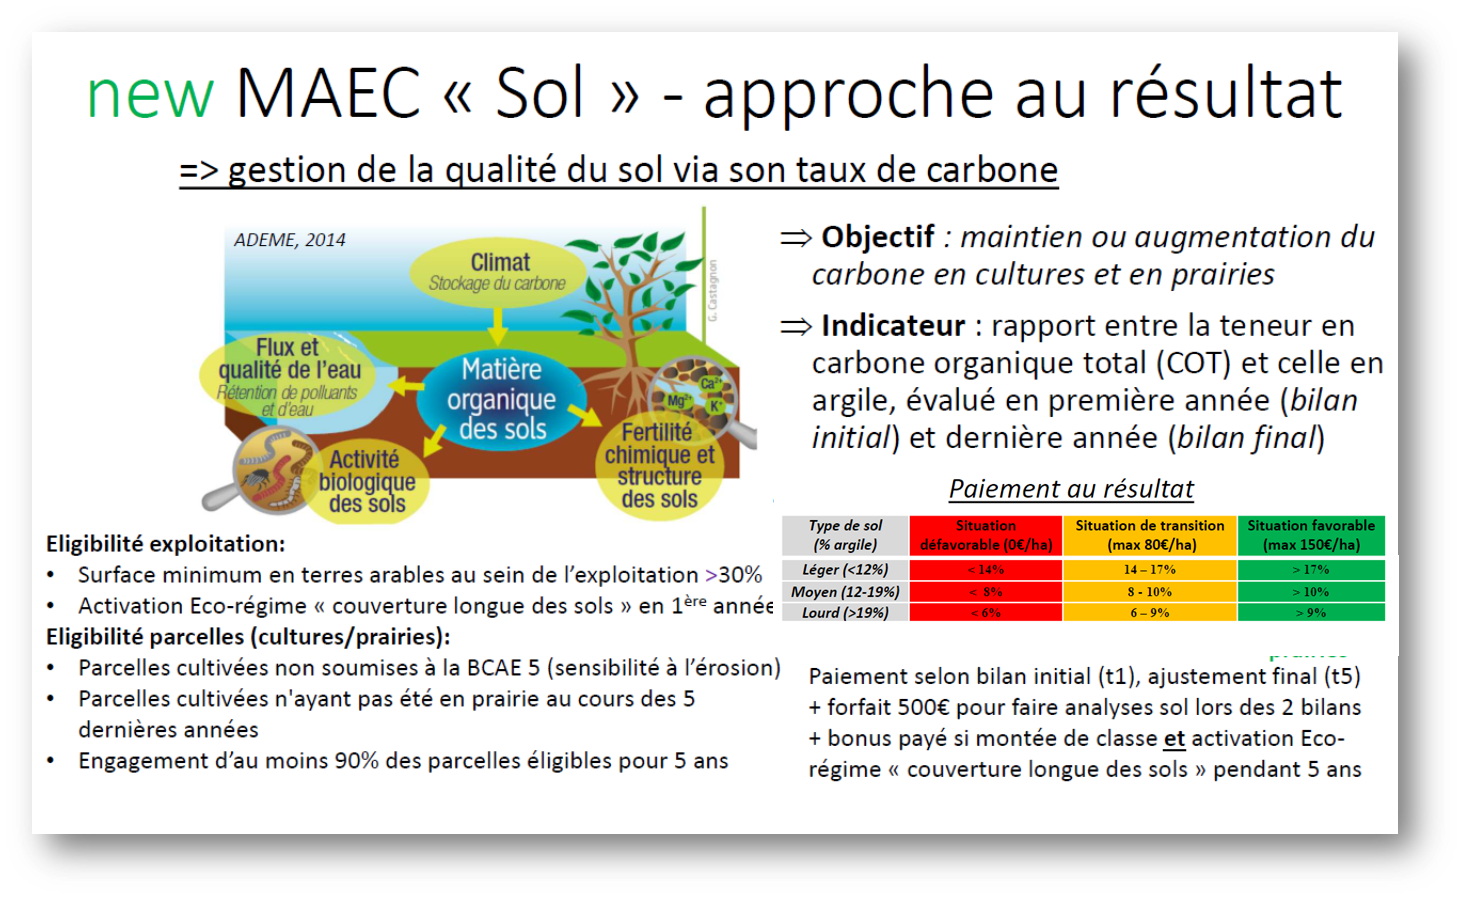 new MAEC « Sol » - approche au résultat
=> gestion de la qualité du sol via son taux de carbone
ADEME, 2014
Climat
Stockage du carbone
G. Castagnon
Flux et
qualité de l'eau
Rétention de polluants
et d'eau
Matière
organique
des sols
Ca²⁺
Mg²⁺
K⁺
Activité
biologique
des sols
Fertilité
chimique et
structure
des sols
⇒ Objectif : maintien ou augmentation du
carbone en cultures et en prairies
⇒ Indicateur : rapport entre la teneur en
carbone organique total (COT) et celle en
argile, évalué en première année (bilan
initial) et dernière année (bilan final)
Eligibilité exploitation:
• Surface minimum en terres arables au sein de l'exploitation >30%
• Activation Eco-régime « couverture longue des sols » en 1ère année
Eligibilité parcelles (cultures/prairies):
• Parcelles cultivées non soumises à la BCAE 5 (sensibilité à l'érosion)
• Parcelles cultivées n'ayant pas été en prairie au cours des 5
dernières années
• Engagement d'au moins 90% des parcelles éligibles pour 5 ans
Paiement au résultat
Type de sol (% argile) Situation défavorable (0€/ha) Situation de transition (max 80€/ha) Situation favorable (max 150€/ha)
Léger (<12%) < 14% 14 – 17% > 17%
Moyen (12-19%) < 8% 8 - 10% > 10%
Lourd (>19%) < 6% 6 – 9% > 9%
Paiement selon bilan initial (t1), ajustement final (t5)
+ forfait 500€ pour faire analyses sol lors des 2 bilans
+ bonus payé si montée de classe et activation Eco-
régime « couverture longue des sols » pendant 5 ans